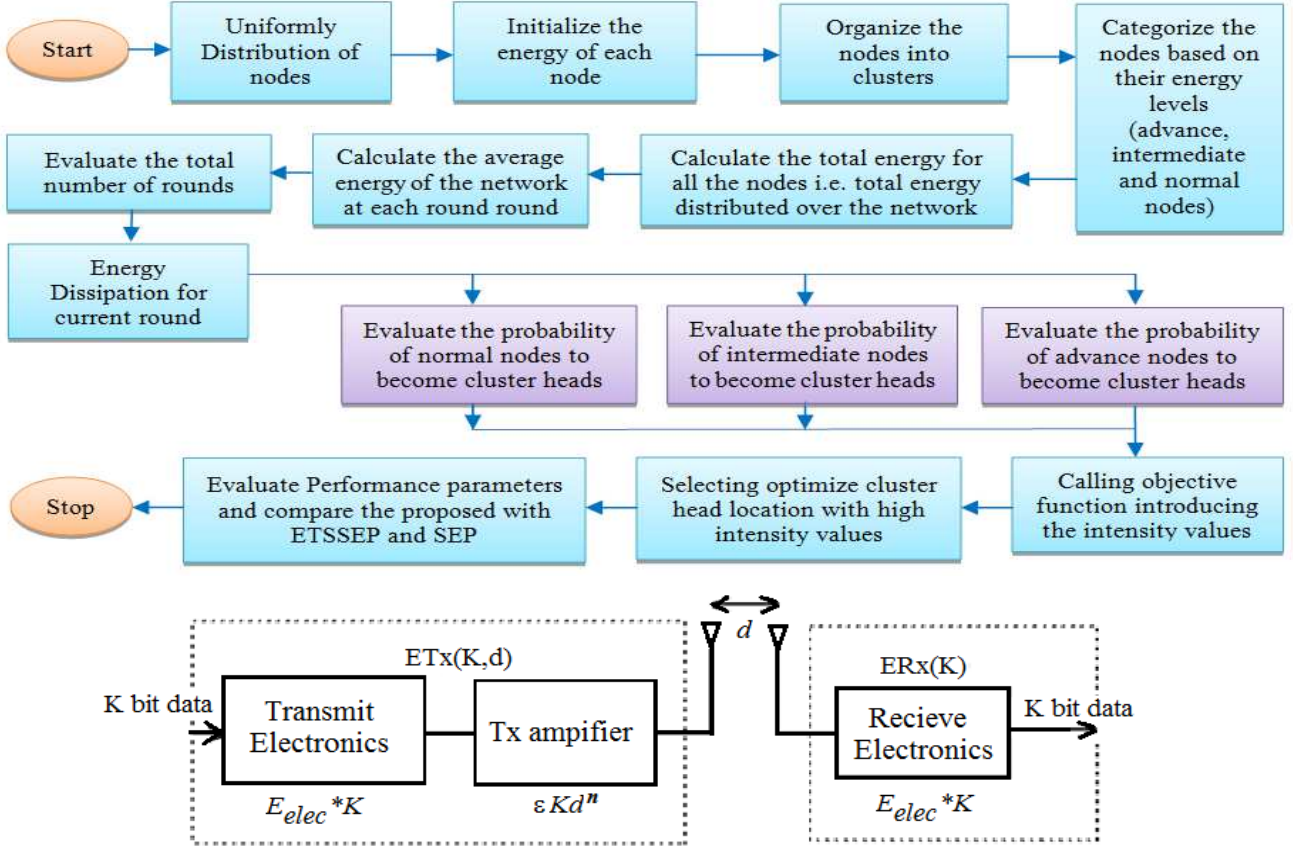 Start
Uniformly
Distribution of
nodes
Initialize the
energy of each
node
Organize the
nodes into
clusters
Categorize the
nodes based on
their energy
levels
(advance,
intermediate
and normal
nodes)
Calculate the total energy for
all the nodes i.e. total energy
distributed over the network
Calculate the average
energy of the network
at each round round
Evaluate the total
number of rounds
Energy
Dissipation for
current round
Evaluate the probability
of normal nodes to
become cluster heads
Evaluate the probability
of intermediate nodes
to become cluster heads
Evaluate the probability
of advance nodes to
become cluster heads
Calling objective
function introducing
the intensity values
Selecting optimize cluster
head location with high
intensity values
Evaluate Performance parameters
and compare the proposed with
ETSSEP and SEP
Stop
d
ETx(K,d)
K bit data
Transmit
Electronics
Tx ampifier
E_elec *K
ε K d^n
ERx(K)
Recieve
Electronics
K bit data
E_elec *K